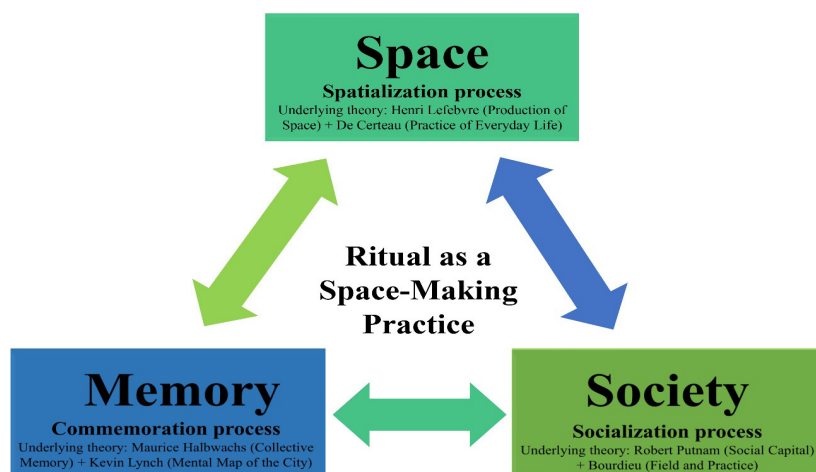 Space
Spatialization process
Underlying theory: Henri Lefebvre (Production of
Space) + De Certeau (Practice of Everyday Life)
Ritual as a
Space-Making
Practice
Memory
Commemoration process
Underlying theory: Maurice Halbwachs (Collective
Memory) + Kevin Lynch (Mental Map of the City)
Society
Socialization process
Underlying theory: Robert Putnam (Social Capital)
+ Bourdieu (Field and Practice)